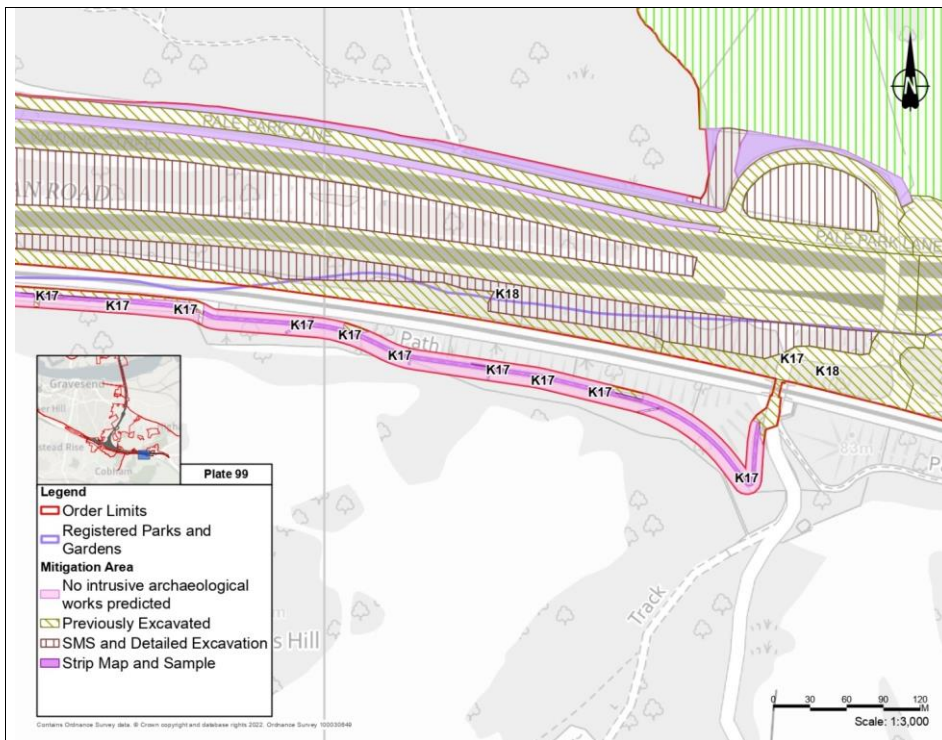 PALE PARK LANE
AN ROAD
PALE PARK LANE
N
K18
K17
K17
K17
K17
K17
K17
K18
Path
K17
K17
K17
K17
83m
Track
s Hill
Gravesend
Cobham
Plate 99
Legend
Order Limits
Registered Parks and
Gardens
Mitigation Area
No intrusive archaeological
works predicted
Previously Excavated
SMS and Detailed Excavation
Strip Map and Sample
0 30 60 90 120
M
Scale: 1:3,000
Contains Ordnance Survey data. © Crown copyright and database rights 2022. Ordnance Survey 100030649